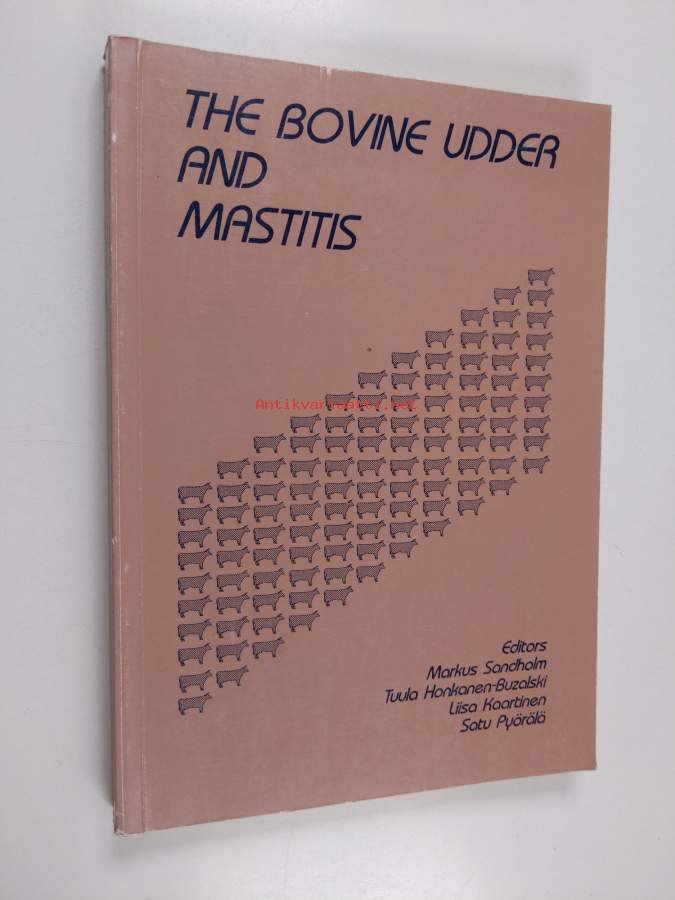 THE BOVINE UDDER
AND
MASTITIS
Antikvariaatti.net
Editors
Markus Sandholm
Tuula Honkanen-Buzalski
Liisa Kaartinen
Satu Pyörälä